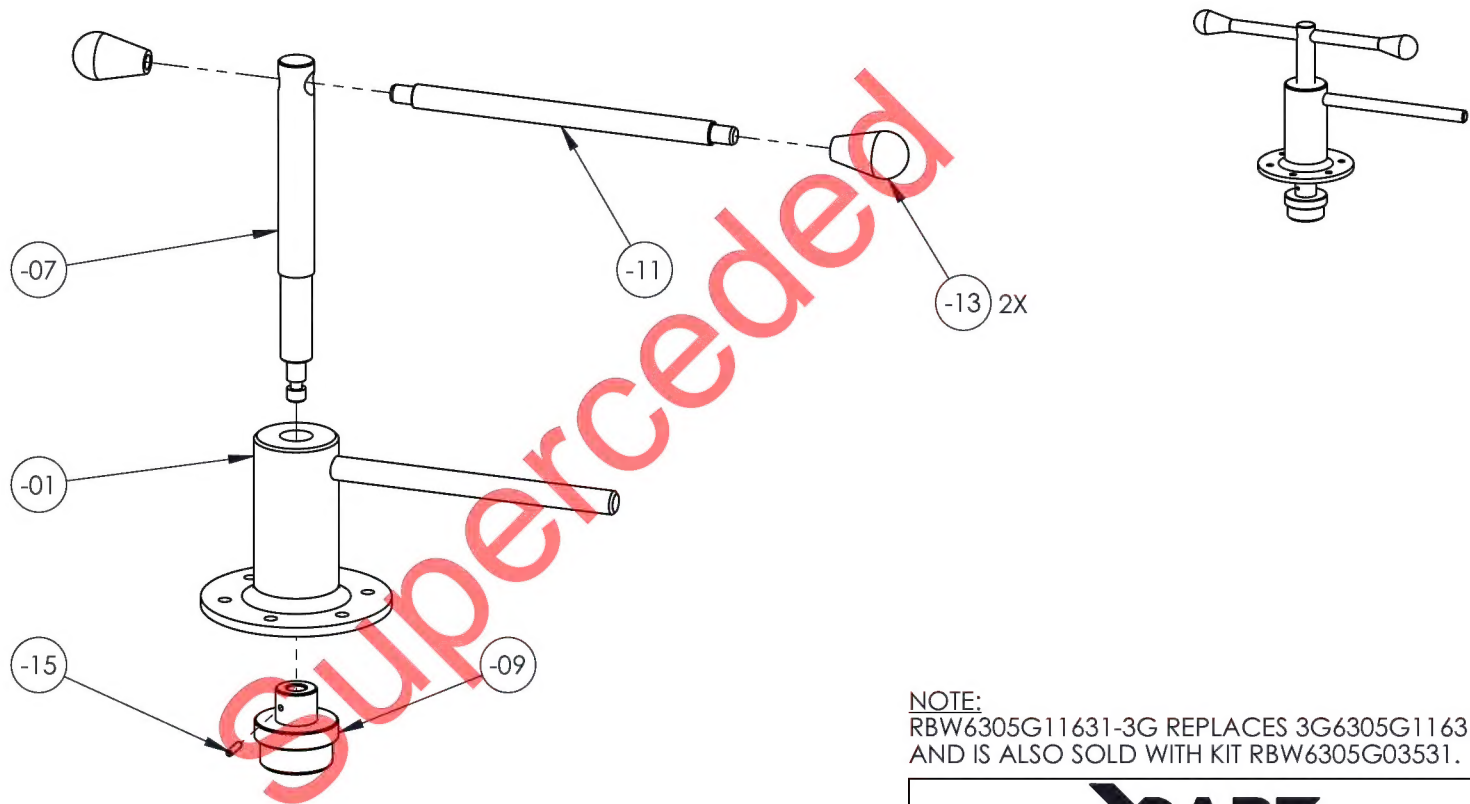 -07
-11
-13 2X
-01
-15
-09
Superceded
NOTE:
RBW6305G11631-3G REPLACES 3G6305G1163
AND IS ALSO SOLD WITH KIT RBW6305G03531.